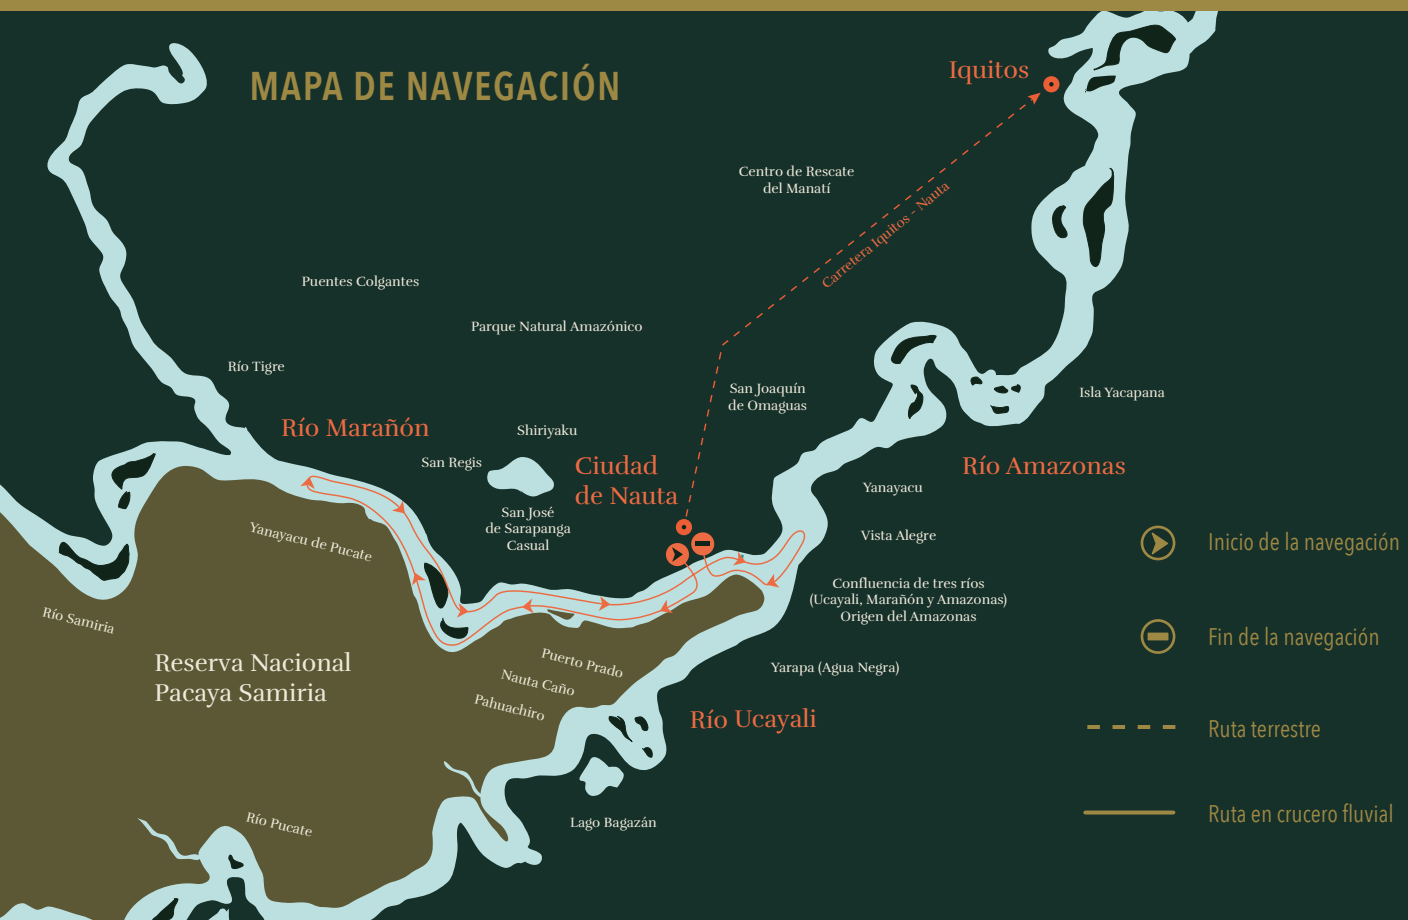 MAPA DE NAVEGACIÓN
Iquitos
Centro de Rescate
del Manatí
Carretera Iquitos - Nauta
Puentes Colgantes
Parque Natural Amazónico
Río Tigre
San Joaquín
de Omaguas
Isla Yacapana
Río Marañón
Shiriyaku
San Regis
Ciudad
de Nauta
Río Amazonas
Yanayacu
San José
de Sarapanga
Casual
Yanayacu de Pucate
Vista Alegre
Inicio de la navegación
Confluencia de tres ríos
(Ucayali, Marañón y Amazonas)
Origen del Amazonas
Río Samiria
Fin de la navegación
Reserva Nacional
Pacaya Samiria
Puerto Prado
Nauta Caño
Pahuachiro
Yarapa (Agua Negra)
Río Ucayali
Ruta terrestre
Lago Bagazán
Río Pucate
Ruta en crucero fluvial